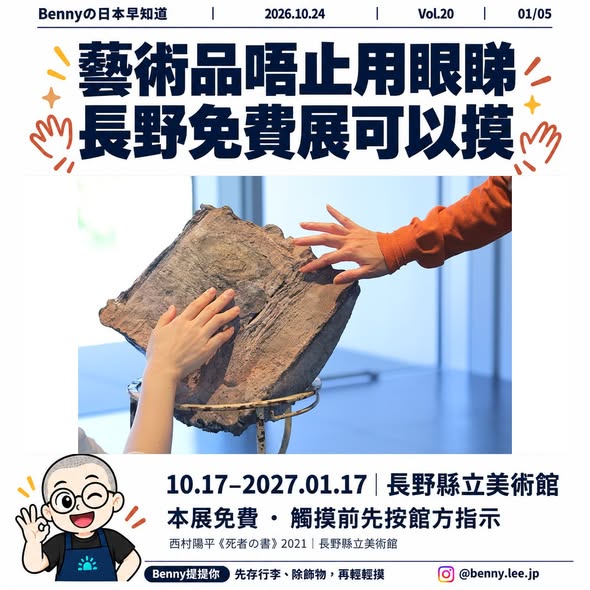 Bennyの日本早知道 | 2026.10.24 | Vol.20 | 01/05
藝術品唔止用眼睇
長野免費展可以摸
10.17–2027.01.17｜長野縣立美術館
本展免費・觸摸前先按館方指示
西村陽平《死者の書》2021｜長野縣立美術館
Benny提提你 先存行李、除飾物，再輕輕摸
@benny.lee.jp